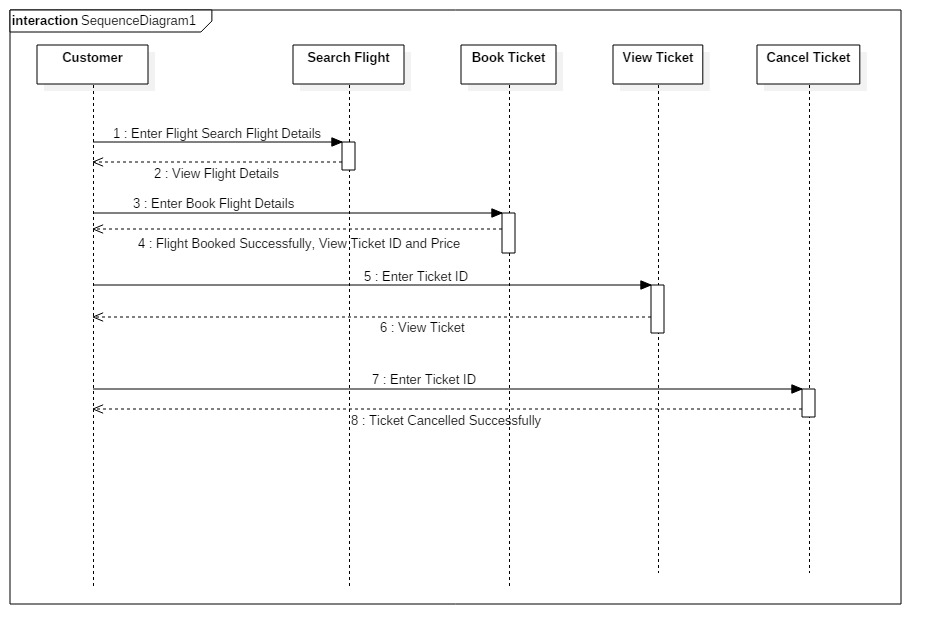 interaction SequenceDiagram1
Customer
Search Flight
Book Ticket
View Ticket
Cancel Ticket
1 : Enter Flight Search Flight Details
2 : View Flight Details
3 : Enter Book Flight Details
4 : Flight Booked Successfully, View Ticket ID and Price
5 : Enter Ticket ID
6 : View Ticket
7 : Enter Ticket ID
8 : Ticket Cancelled Successfully